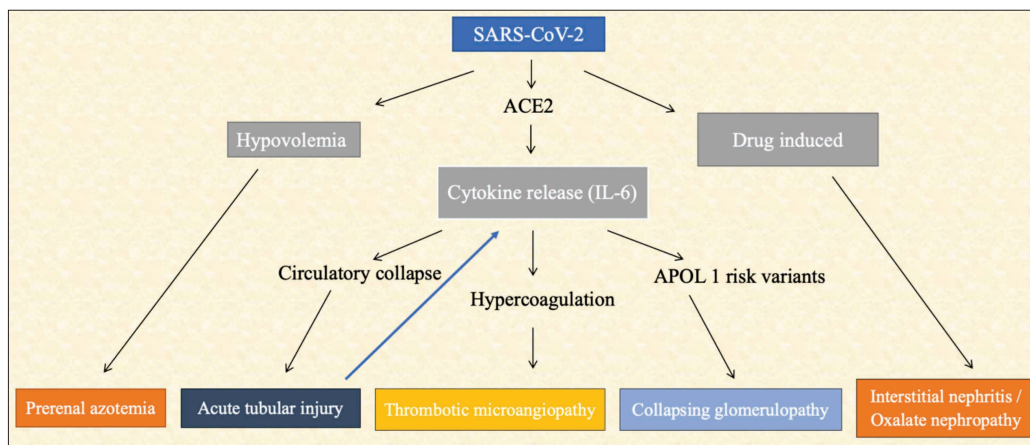 SARS-CoV-2
ACE2
Hypovolemia
Drug induced
Cytokine release (IL-6)
Circulatory collapse
APOL 1 risk variants
Hypercoagulation
Prerenal azotemia
Acute tubular injury
Thrombotic microangiopathy
Collapsing glomerulopathy
Interstitial nephritis /
Oxalate nephropathy